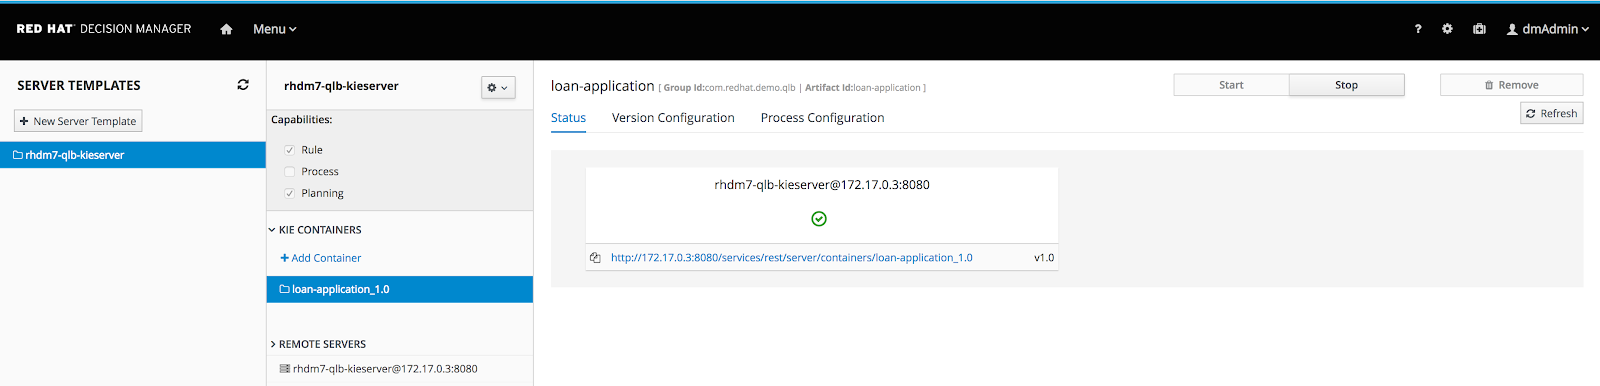 RED HAT® DECISION MANAGER
Menu
?
dmAdmin
SERVER TEMPLATES
+ New Server Template
rhdm7-qlb-kieserver
rhdm7-qlb-kieserver
Capabilities:
Rule
Process
Planning
KIE CONTAINERS
+ Add Container
loan-application_1.0
REMOTE SERVERS
rhdm7-qlb-kieserver@172.17.0.3:8080
loan-application [ Group Id:com.redhat.demo.qlb | Artifact Id:loan-application ]
Start
Stop
Remove
Refresh
Status
Version Configuration
Process Configuration
rhdm7-qlb-kieserver@172.17.0.3:8080
http://172.17.0.3:8080/services/rest/server/containers/loan-application_1.0
v1.0